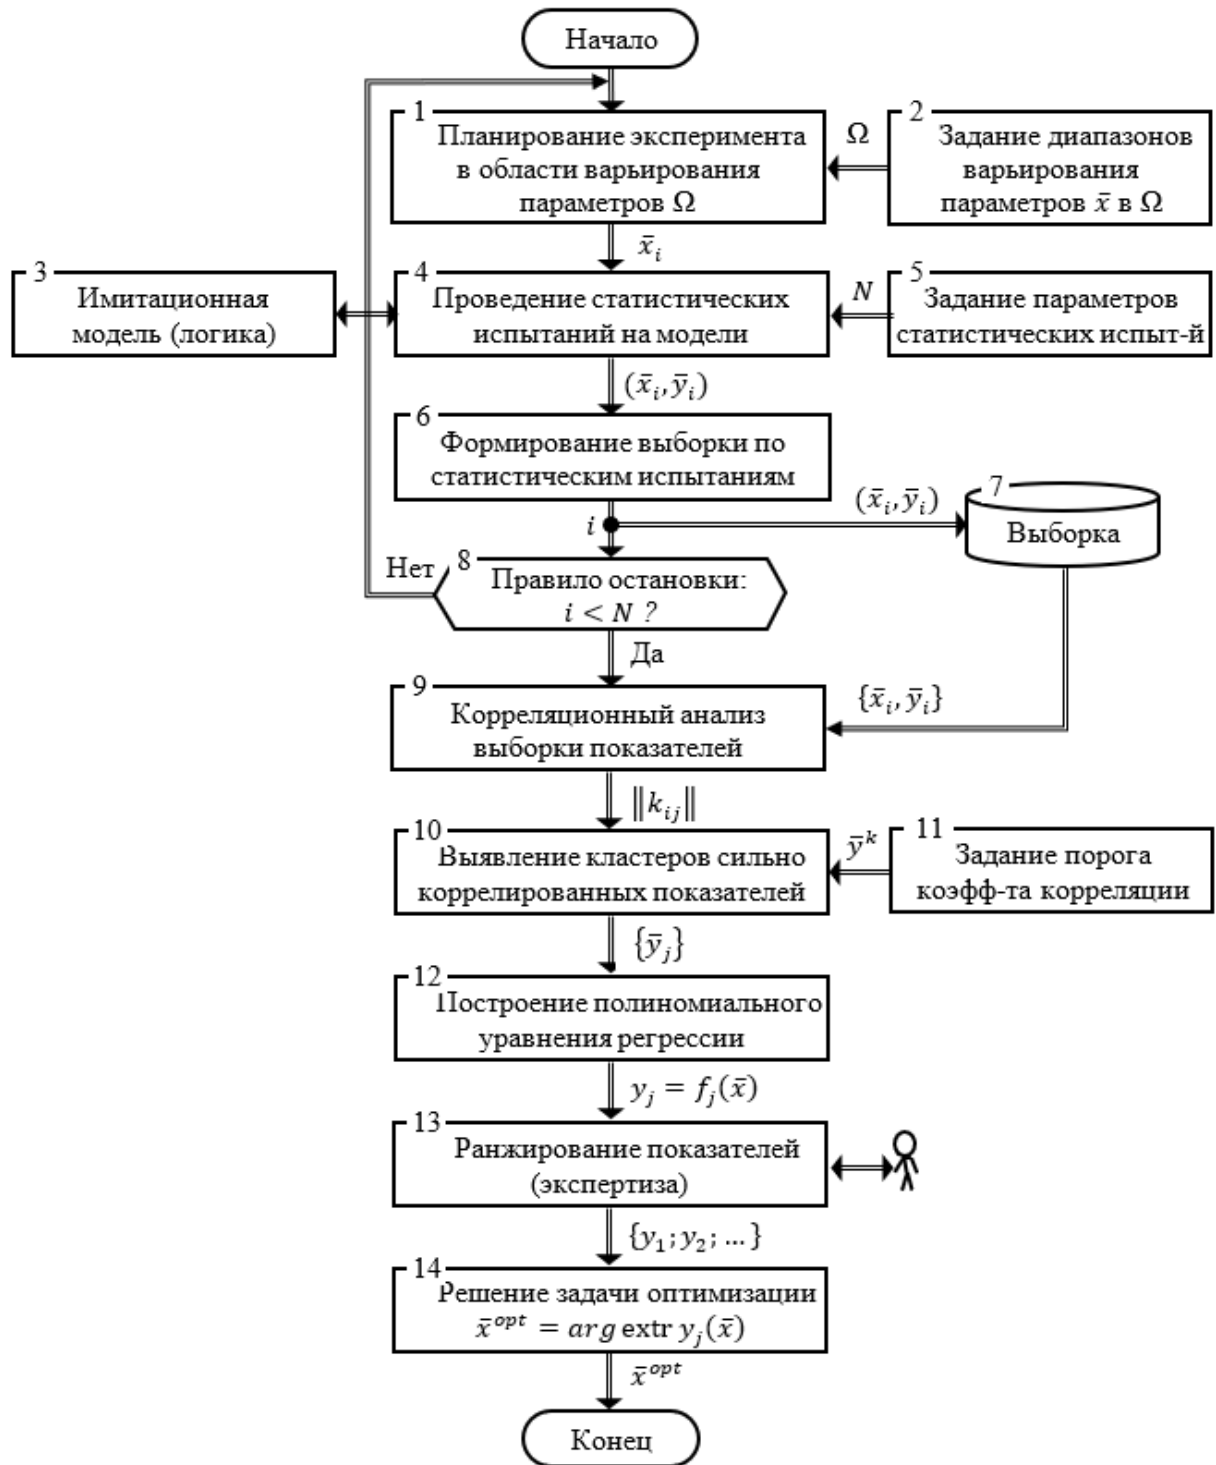 Начало
1
Планирование эксперимента
в области варьирования
параметров Ω
Ω
2
Задание диапазонов
варьирования
параметров x̄ в Ω
x̄ᵢ
3
Имитационная
модель (логика)
4
Проведение статистических
испытаний на модели
N
5
Задание параметров
статистических испыт-й
(x̄ᵢ, ȳᵢ)
6
Формирование выборки по
статистическим испытаниям
i
(x̄ᵢ, ȳᵢ)
7
Выборка
Нет
8
Правило остановки:
i < N ?
Да
9
Корреляционный анализ
выборки показателей
{x̄ᵢ, ȳᵢ}
‖kᵢⱼ‖
10
Выявление кластеров сильно
коррелированных показателей
ȳᵏ
11
Задание порога
коэфф-та корреляции
{ȳⱼ}
12
Построение полиномиального
уравнения регрессии
yⱼ = fⱼ(x̄)
13
Ранжирование показателей
(экспертиза)
{y₁; y₂; …}
14
Решение задачи оптимизации
x̄ᵒᵖᵗ = arg extr yⱼ(x̄)
x̄ᵒᵖᵗ
Конец